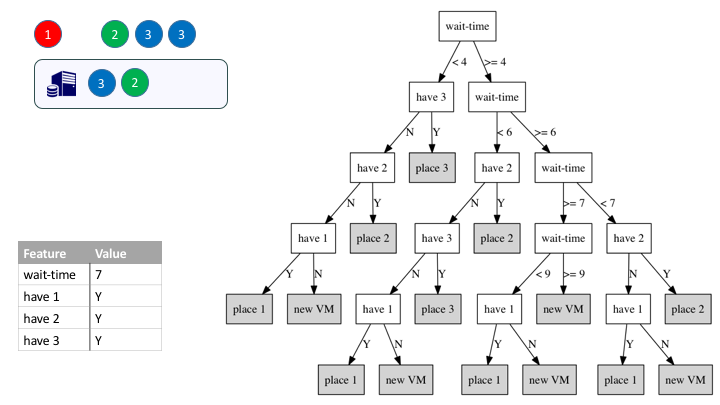 1 2 3 3
3 2
wait-time
< 4 >= 4
have 3 wait-time
N Y < 6 >= 6
have 2 place 3 have 2 wait-time
N Y N Y >= 7 < 7
have 1 place 2 have 3 place 2 wait-time have 2
Y N N Y < 9 >= 9 N Y
place 1 new VM have 1 place 3 have 1 new VM have 1 place 2
Y N Y N Y N
place 1 new VM place 1 new VM place 1 new VM
Feature Value
wait-time 7
have 1 Y
have 2 Y
have 3 Y